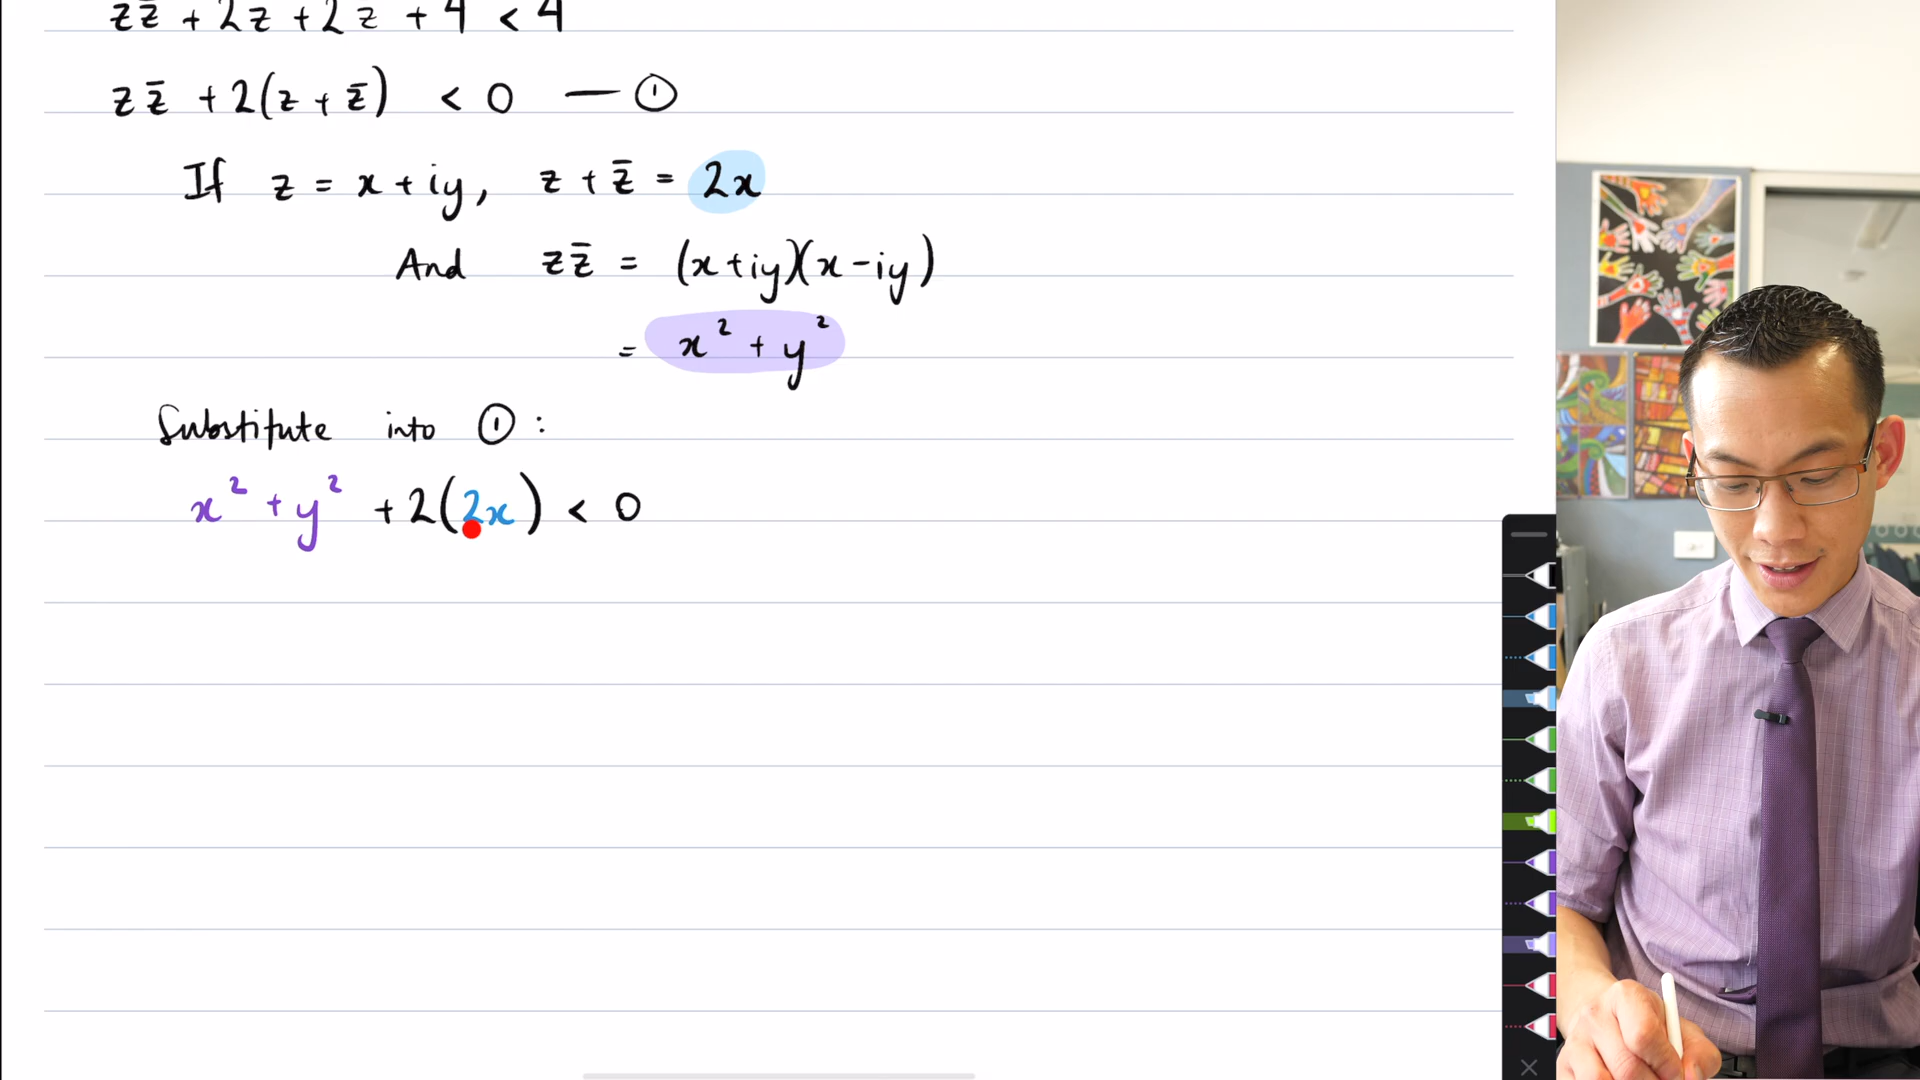 zz̄ + 2z + 2z + 4 < 4
zz̄ + 2(z + z̄) < 0 — ①
If z = x + iy, z + z̄ = 2x
And zz̄ = (x + iy)(x - iy)
= x² + y²
Substitute into ①:
x² + y² + 2(2x) < 0